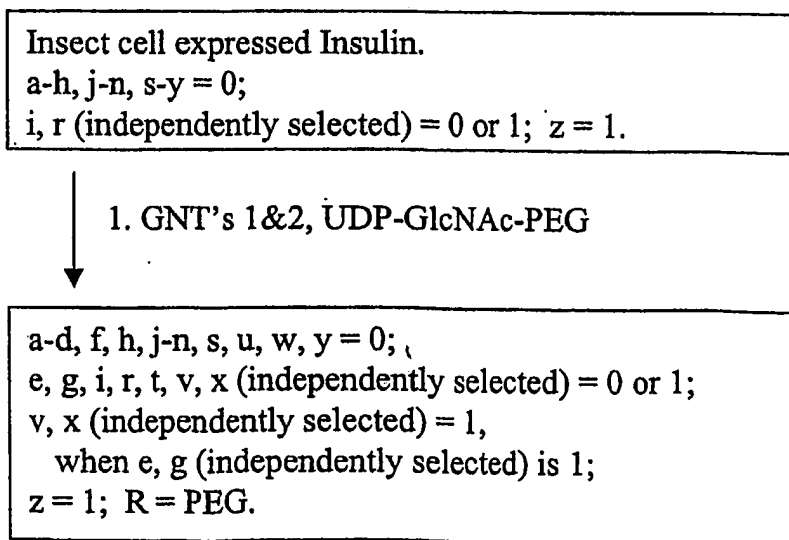 Insect cell expressed Insulin.
a-h, j-n, s-y = 0;
i, r (independently selected) = 0 or 1; z = 1.
1. GNT's 1&2, UDP-GlcNAc-PEG
a-d, f, h, j-n, s, u, w, y = 0;
e, g, i, r, t, v, x (independently selected) = 0 or 1;
v, x (independently selected) = 1,
when e, g (independently selected) is 1;
z = 1; R = PEG.